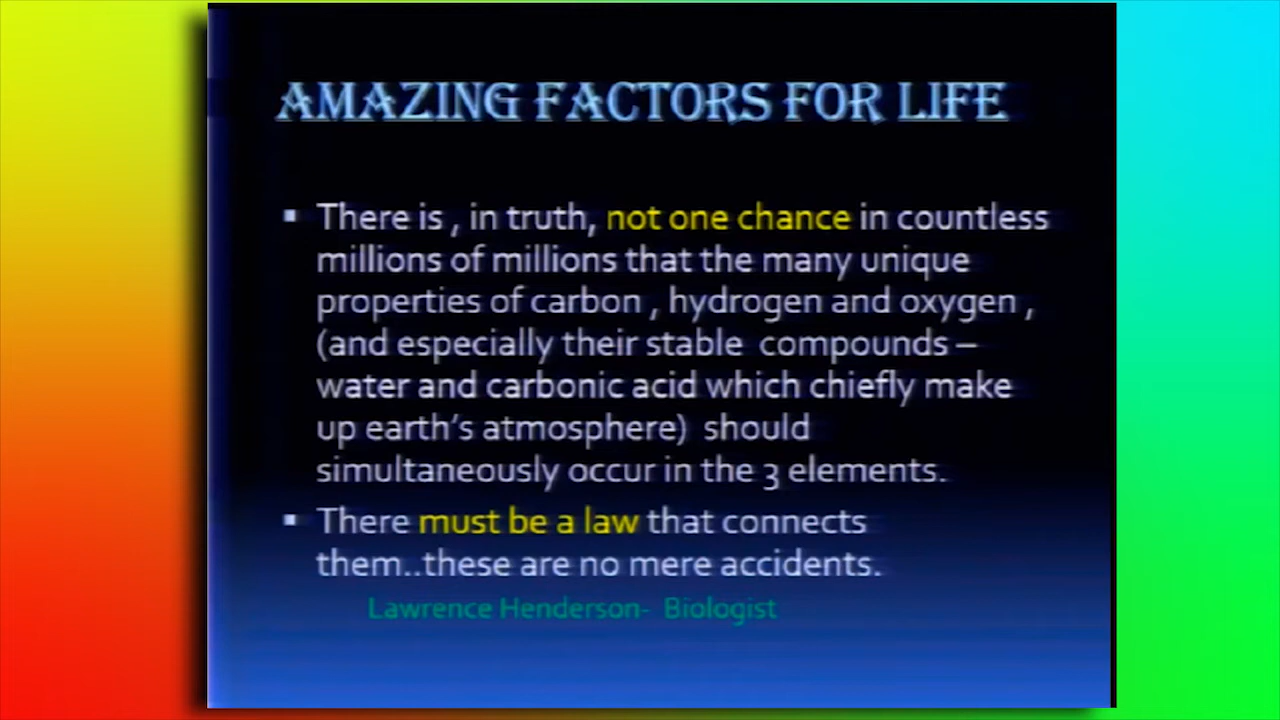 AMAZING FACTORS FOR LIFE
▪ There is , in truth, not one chance in countless
millions of millions that the many unique
properties of carbon , hydrogen and oxygen ,
(and especially their stable compounds –
water and carbonic acid which chiefly make
up earth's atmosphere) should
simultaneously occur in the 3 elements.
▪ There must be a law that connects
them..these are no mere accidents.
Lawrence Henderson- Biologist